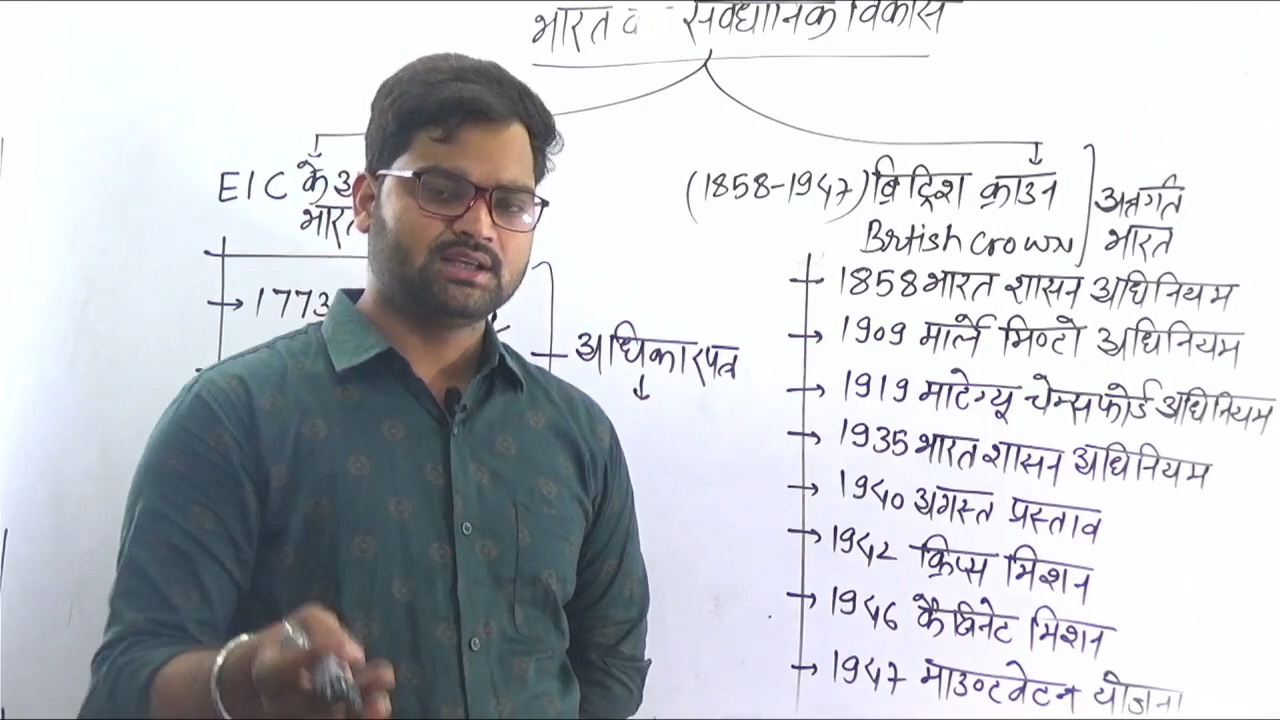 भारत संवैधानिक विकास
EIC के
भारत
→ 1773
अधिकारपत्र
(1858-1947) ब्रिट्रिश क्राउन
British crown
अन्तर्गत
भारत
→ 1858 भारत शासन अधिनियम
→ 1909 मार्ले मिण्टो अधिनियम
→ 1919 माटेग्यू चेम्सफोर्ड अधिनियम
→ 1935 भारत शासन अधिनियम
→ 1940 अगस्त प्रस्ताव
→ 1942 क्रिप्स मिशन
→ 1946 कैबिनेट मिशन
→ 1947 माउण्टवेटन योजना